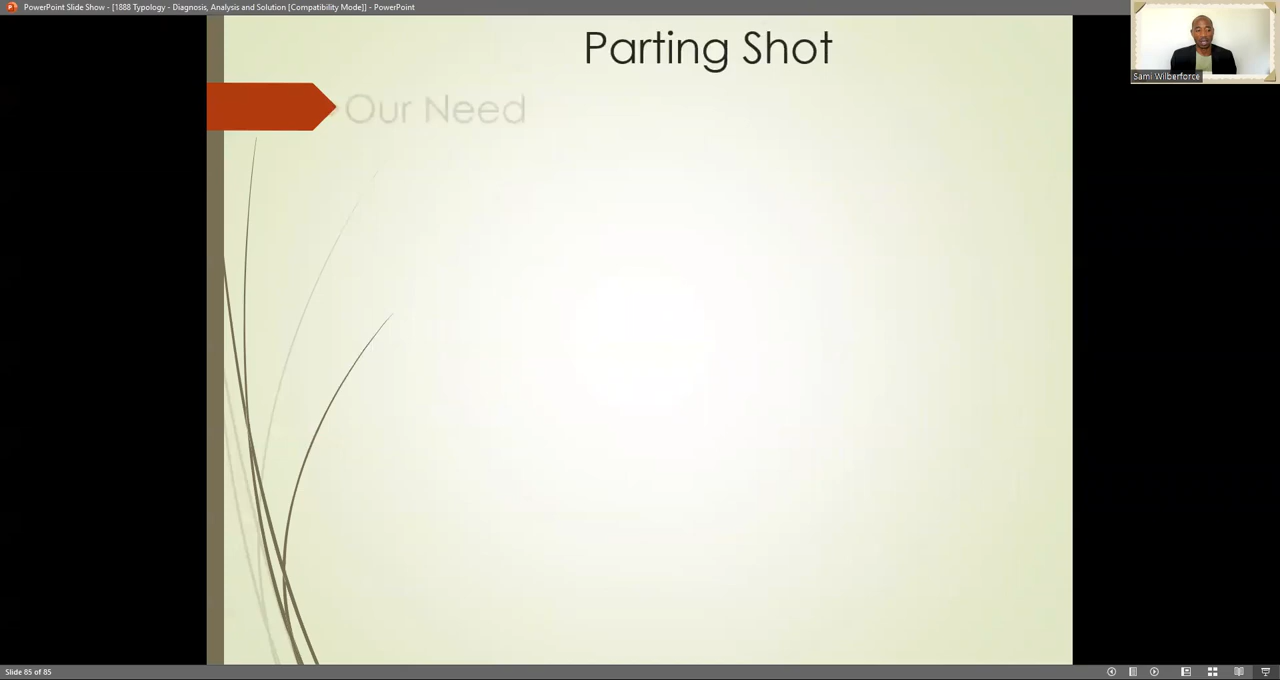 PowerPoint Slide Show - [1888 Typology - Diagnosis, Analysis and Solution [Compatibility Mode]] - PowerPoint
Parting Shot
Sami Wilberforce
Our Need
Slide 85 of 85